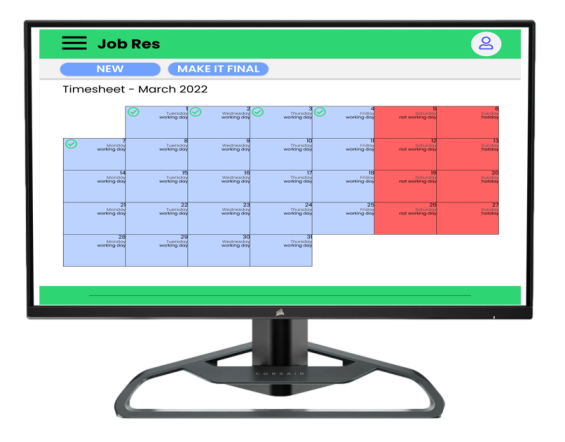 Job Res
NEW MAKE IT FINAL
Timesheet - March 2022
1 2 3 4 5 6
Tuesday Wednesday Thursday Friday Saturday Sunday
working day working day working day working day not working day holiday
7 8 9 10 11 12 13
Monday Tuesday Wednesday Thursday Friday Saturday Sunday
working day working day working day working day working day not working day holiday
14 15 16 17 18 19 20
Monday Tuesday Wednesday Thursday Friday Saturday Sunday
working day working day working day working day working day not working day holiday
21 22 23 24 25 26 27
Monday Tuesday Wednesday Thursday Friday Saturday Sunday
working day working day working day working day working day not working day holiday
28 29 30 31
Monday Tuesday Wednesday Thursday
working day working day working day working day
CORSAIR